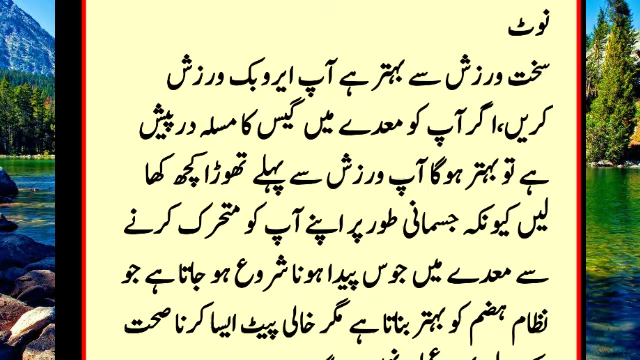 نوٹ
سخت ورزش سے بہتر ہے آپ ایروبک ورزش
کریں،اگر آپ کو معدے میں گیس کا مسلہ درپیش
ہے تو بہتر ہوگا آپ ورزش سے پہلے تھوڑا کچھ کھا
لیں کیونکہ جسمانی طور پر اپنے آپ کو متحرک کرنے
سے معدے میں جوس پیدا ہونا شروع ہو جاتا ہے جو
نظام ہضم کو بہتر بناتا ہے مگر خالی پیٹ ایسا کرنا صحت